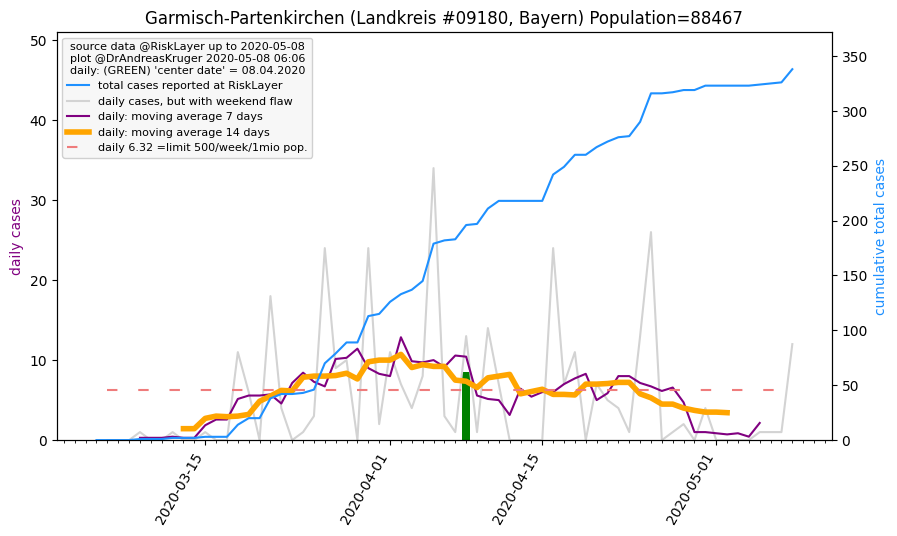 Garmisch-Partenkirchen (Landkreis #09180, Bayern) Population=88467
source data @RiskLayer up to 2020-05-08
plot @DrAndreasKruger 2020-05-08 06:06
daily: (GREEN) 'center date' = 08.04.2020
total cases reported at RiskLayer
daily cases, but with weekend flaw
daily: moving average 7 days
daily: moving average 14 days
daily 6.32 =limit 500/week/1mio pop.
daily cases
50
40
30
20
10
0
cumulative total cases
350
300
250
200
150
100
50
0
2020-03-15
2020-04-01
2020-04-15
2020-05-01